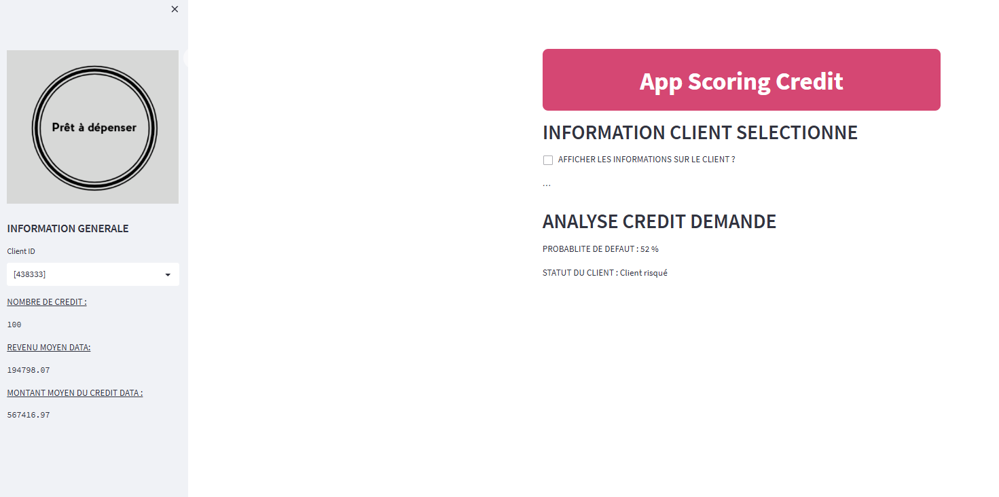 Prêt à dépenser
INFORMATION GENERALE
Client ID
[438333]
NOMBRE DE CREDIT :
100
REVENU MOYEN DATA:
194798.07
MONTANT MOYEN DU CREDIT DATA :
567416.97
App Scoring Credit
INFORMATION CLIENT SELECTIONNE
AFFICHER LES INFORMATIONS SUR LE CLIENT ?
…
ANALYSE CREDIT DEMANDE
PROBABLITE DE DEFAUT : 52 %
STATUT DU CLIENT : Client risqué